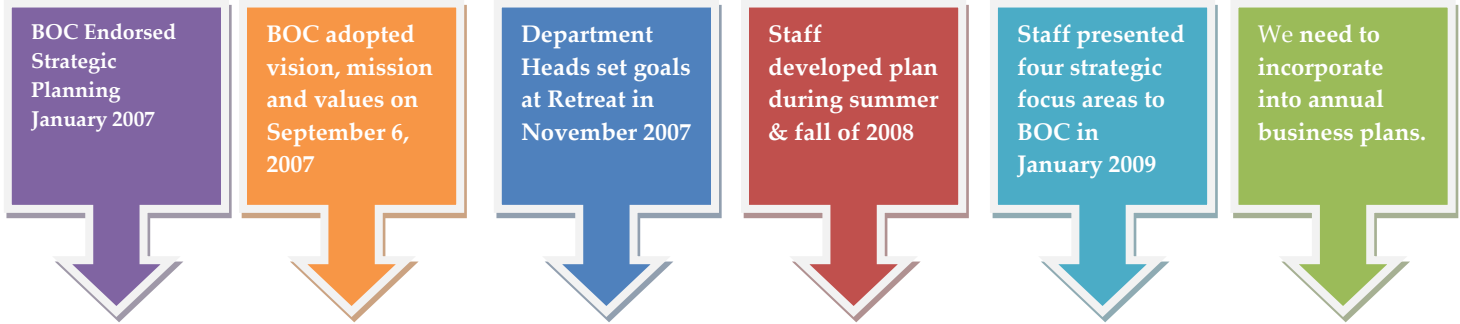 BOC Endorsed
Strategic
Planning
January 2007
BOC adopted
vision, mission
and values on
September 6,
2007
Department
Heads set goals
at Retreat in
November 2007
Staff
developed plan
during summer
& fall of 2008
Staff presented
four strategic
focus areas to
BOC in
January 2009
We need to
incorporate
into annual
business plans.